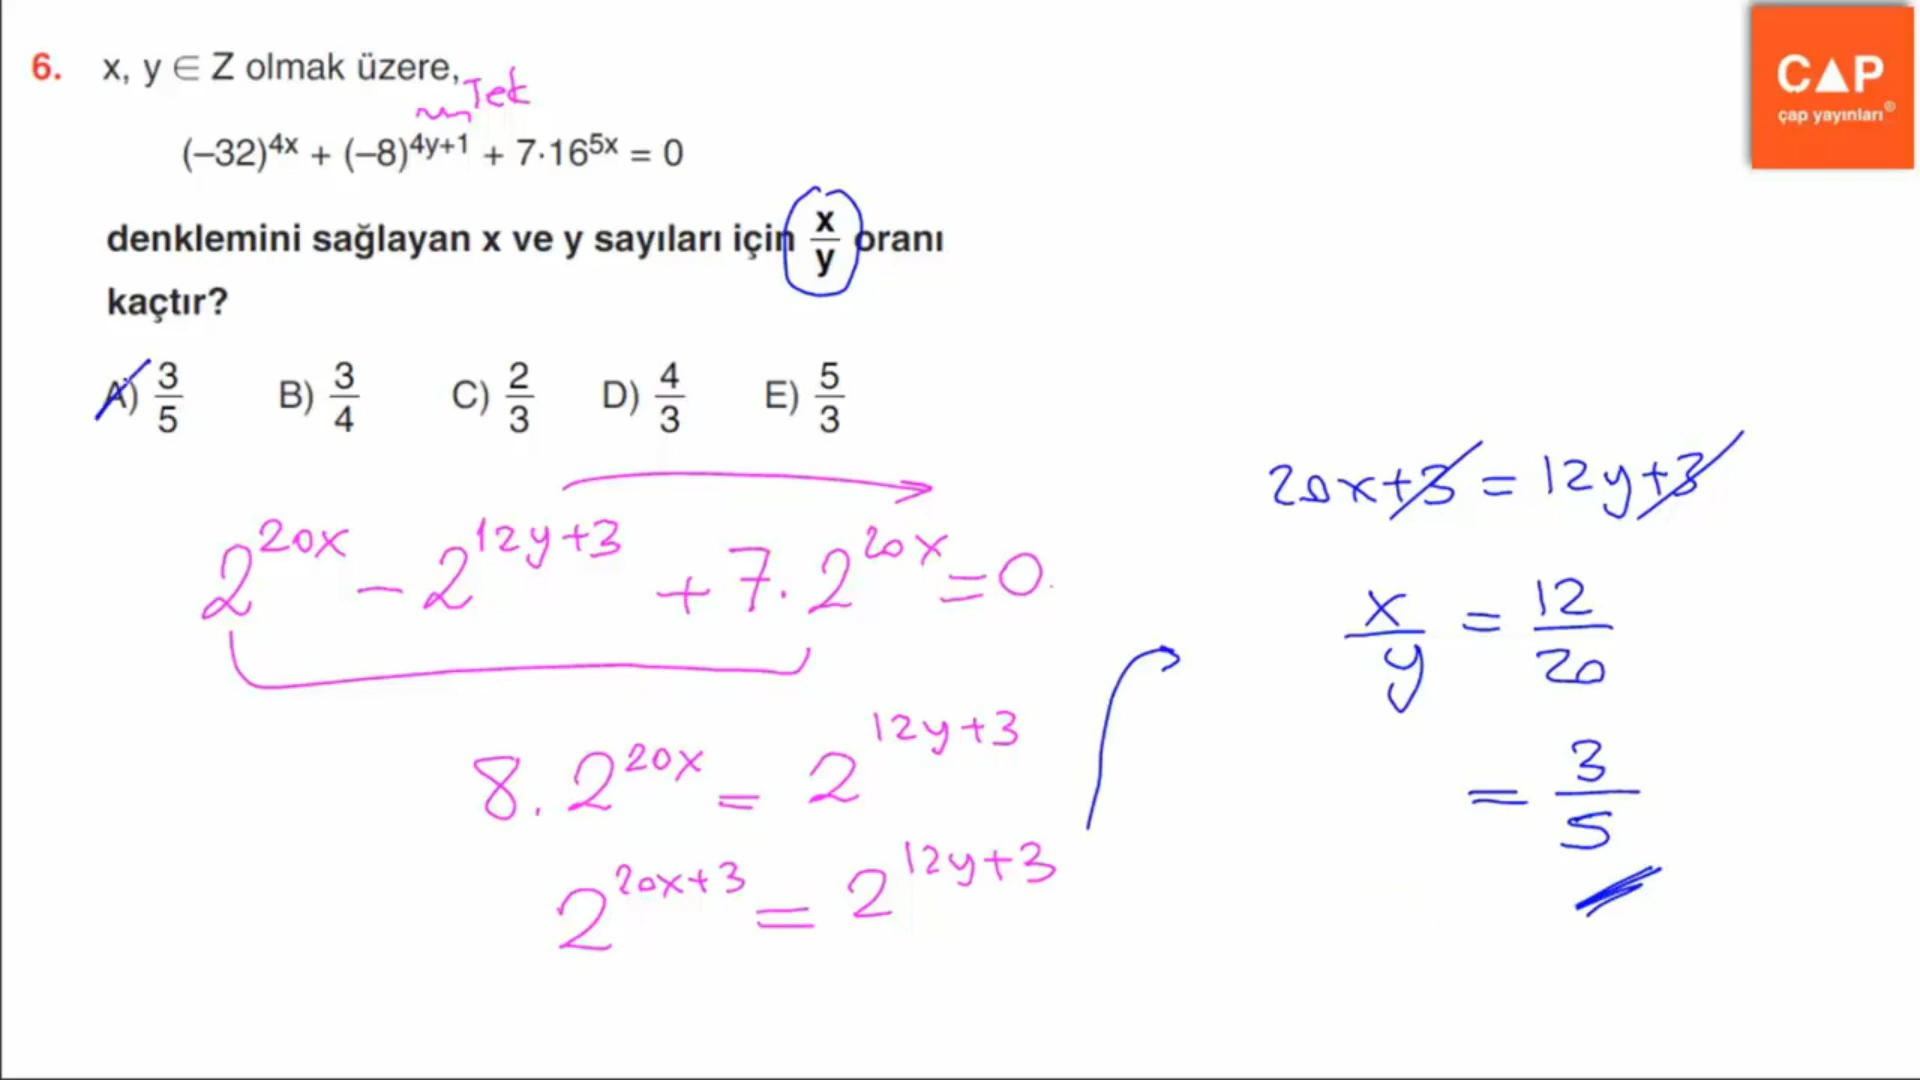 6. x, y ∈ Z olmak üzere,
Tek
(–32)^{4x} + (–8)^{4y+1} + 7·16^{5x} = 0
denklemini sağlayan x ve y sayıları için x/y oranı
kaçtır?
A) 3/5 B) 3/4 C) 2/3 D) 4/3 E) 5/3
2^{20x} – 2^{12y+3} + 7·2^{20x} = 0
8·2^{20x} = 2^{12y+3}
2^{20x+3} = 2^{12y+3}
20x+3 = 12y+3
x/y = 12/20
= 3/5
ÇAP
çap yayınları®